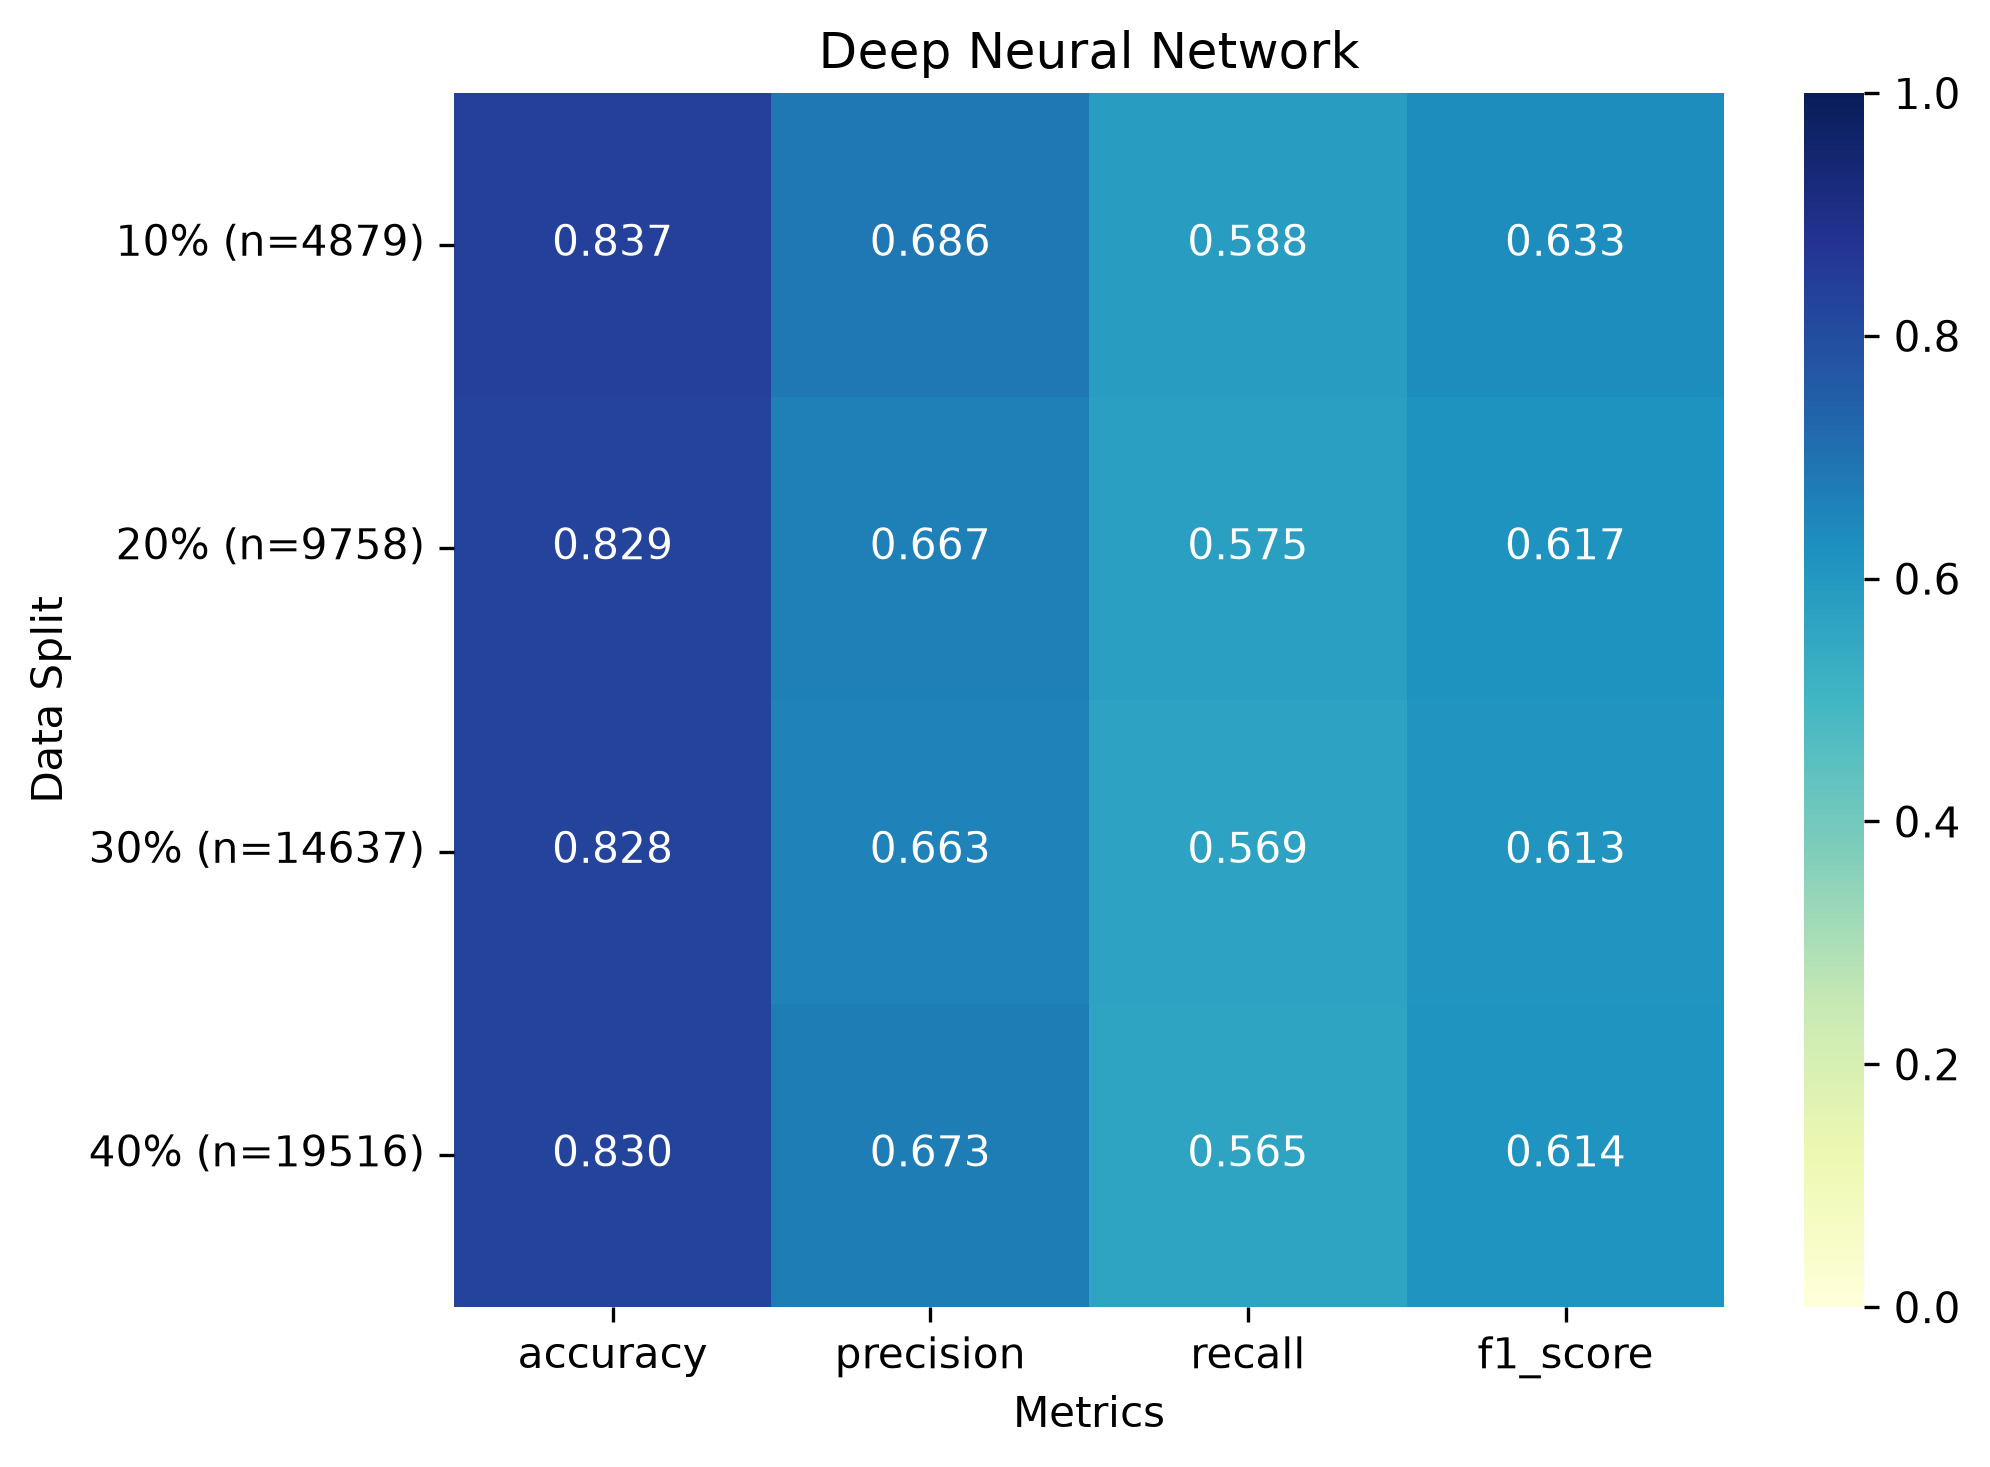 Deep Neural Network
Data Split
10% (n=4879) 0.837 0.686 0.588 0.633
20% (n=9758) 0.829 0.667 0.575 0.617
30% (n=14637) 0.828 0.663 0.569 0.613
40% (n=19516) 0.830 0.673 0.565 0.614
accuracy precision recall f1_score
Metrics
1.0
0.8
0.6
0.4
0.2
0.0